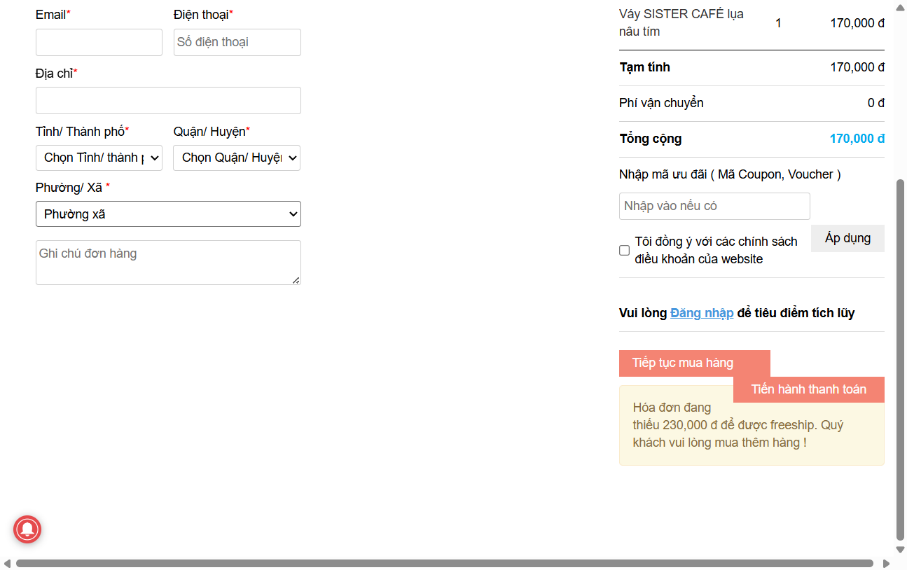 Email*
Điện thoại*
Số điện thoại
Địa chỉ*
Tỉnh/ Thành phố*
Quận/ Huyện*
Chọn Tỉnh/ thành p
Chọn Quận/ Huyện
Phường/ Xã *
Phường xã
Ghi chú đơn hàng
Váy SISTER CAFÉ lụa
nâu tím
1
170,000 đ
Tạm tính
170,000 đ
Phí vận chuyển
0 đ
Tổng cộng
170,000 đ
Nhập mã ưu đãi ( Mã Coupon, Voucher )
Nhập vào nếu có
Áp dụng
Tôi đồng ý với các chính sách
điều khoản của website
Vui lòng Đăng nhập để tiêu điểm tích lũy
Tiếp tục mua hàng
Tiến hành thanh toán
Hóa đơn đang
thiếu 230,000 đ để được freeship. Quý
khách vui lòng mua thêm hàng !